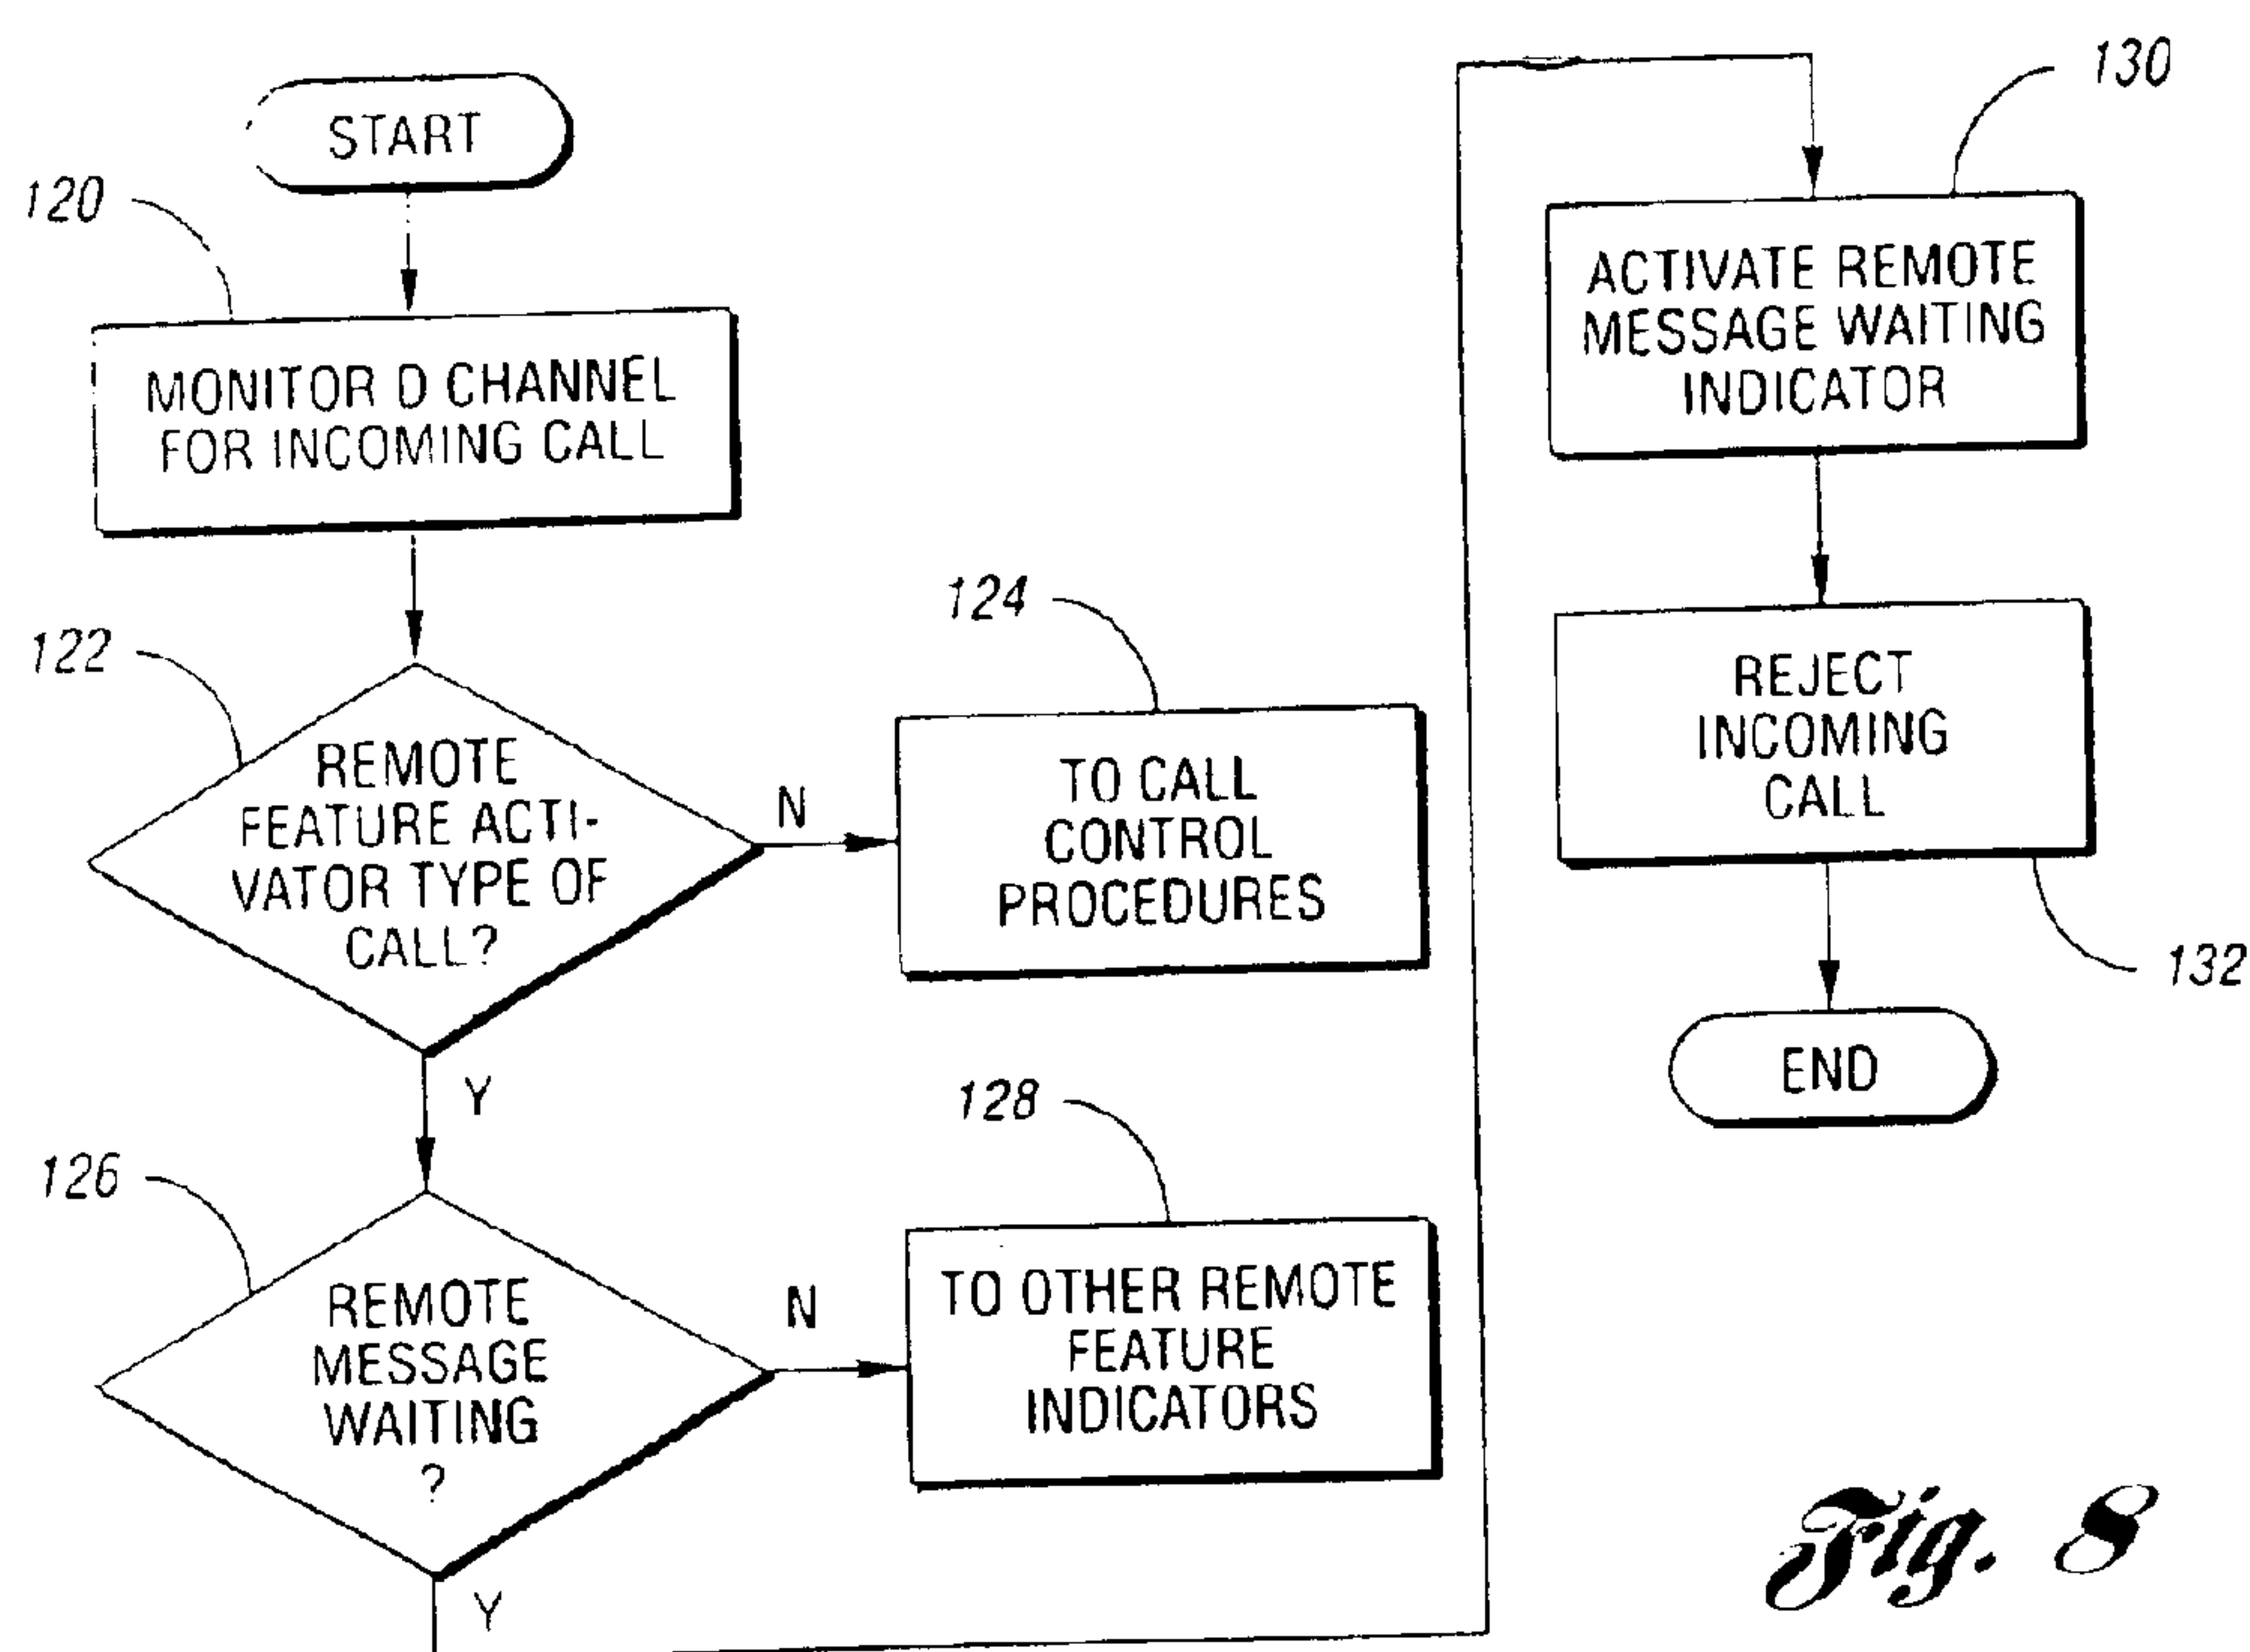 START
120
MONITOR D CHANNEL
FOR INCOMING CALL
122
REMOTE
FEATURE ACTI-
VATOR TYPE OF
CALL?
N
124
TO CALL
CONTROL
PROCEDURES
Y
126
REMOTE
MESSAGE
WAITING
?
N
128
TO OTHER REMOTE
FEATURE
INDICATORS
Y
130
ACTIVATE REMOTE
MESSAGE WAITING
INDICATOR
REJECT
INCOMING
CALL
132
END
Fig. 8